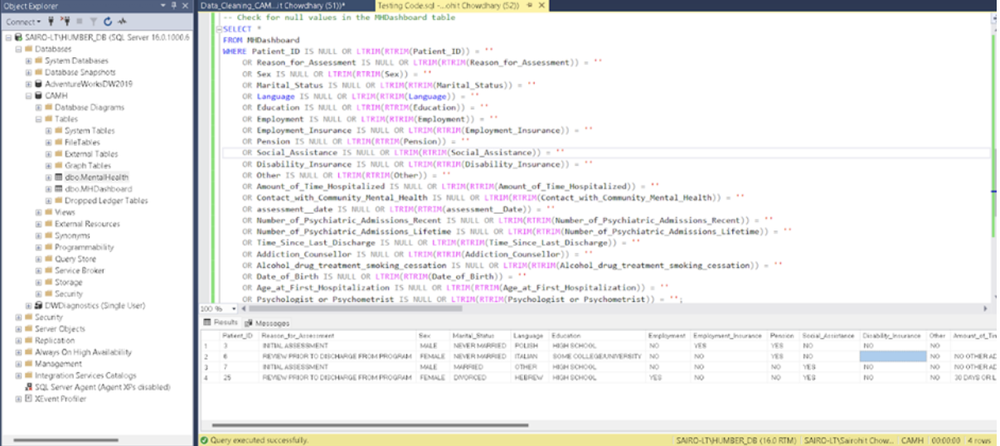 Object Explorer
Connect
SAIRO-LT\HUMBER_DB (SQL Server 16.0.1000.6
Databases
System Databases
Database Snapshots
AdventureWorksDW2019
CAMH
Database Diagrams
Tables
System Tables
FileTables
External Tables
Graph Tables
dbo.MentalHealth
dbo.MHDashboard
Dropped Ledger Tables
Views
External Resources
Synonyms
Programmability
Query Store
Service Broker
Storage
Security
DWDiagnostics (Single User)
Security
Server Objects
Replication
Always On High Availability
Management
Integration Services Catalogs
SQL Server Agent (Agent XPs disabled)
XEvent Profiler
Data_Cleaning_CAM...it Chowdhary (51))* Testing Code.sql -...ohit Chowdhary (52))
-- Check for null values in the MHDashboard table
SELECT *
FROM MHDashboard
WHERE Patient_ID IS NULL OR LTRIM(RTRIM(Patient_ID)) = ''
OR Reason_for_Assessment IS NULL OR LTRIM(RTRIM(Reason_for_Assessment)) = ''
OR Sex IS NULL OR LTRIM(RTRIM(Sex)) = ''
OR Marital_Status IS NULL OR LTRIM(RTRIM(Marital_Status)) = ''
OR Language IS NULL OR LTRIM(RTRIM(Language)) = ''
OR Education IS NULL OR LTRIM(RTRIM(Education)) = ''
OR Employment IS NULL OR LTRIM(RTRIM(Employment)) = ''
OR Employment_Insurance IS NULL OR LTRIM(RTRIM(Employment_Insurance)) = ''
OR Pension IS NULL OR LTRIM(RTRIM(Pension)) = ''
OR Social_Assistance IS NULL OR LTRIM(RTRIM(Social_Assistance)) = ''
OR Disability_Insurance IS NULL OR LTRIM(RTRIM(Disability_Insurance)) = ''
OR Other IS NULL OR LTRIM(RTRIM(Other)) = ''
OR Amount_of_Time_Hospitalized IS NULL OR LTRIM(RTRIM(Amount_of_Time_Hospitalized)) = ''
OR Contact_with_Community_Mental_Health IS NULL OR LTRIM(RTRIM(Contact_with_Community_Mental_Health)) = ''
OR assessment__date IS NULL OR LTRIM(RTRIM(assessment__Date)) = ''
OR Number_of_Psychiatric_Admissions_Recent IS NULL OR LTRIM(RTRIM(Number_of_Psychiatric_Admissions_Recent)) = ''
OR Number_of_Psychiatric_Admissions_Lifetime IS NULL OR LTRIM(RTRIM(Number_of_Psychiatric_Admissions_Lifetime)) = ''
OR Time_Since_Last_Discharge IS NULL OR LTRIM(RTRIM(Time_Since_Last_Discharge)) = ''
OR Addiction_Counsellor IS NULL OR LTRIM(RTRIM(Addiction_Counsellor)) = ''
OR Alcohol_drug_treatment_smoking_cessation IS NULL OR LTRIM(RTRIM(Alcohol_drug_treatment_smoking_cessation)) = ''
OR Date_of_Birth IS NULL OR LTRIM(RTRIM(Date_of_Birth)) = ''
OR Age_at_First_Hospitalization IS NULL OR LTRIM(RTRIM(Age_at_First_Hospitalization)) = ''
OR Psychologist_or_Psychometrist IS NULL OR LTRIM(RTRIM(Psychologist_or_Psychometrist)) = '';
100 %
Results Messages
Patient_ID Reason_for_Assessment Sex Marital_Status Language Education Employment Employment_Insurance Pension Social_Assistance Disability_Insurance Other Amount_of_Tim
1 3 INITIAL ASSESSMENT MALE NEVER MARRIED POLISH HIGH SCHOOL NO YES YES NO NO NO
2 6 REVIEW PRIOR TO DISCHARGE FROM PROGRAM FEMALE NEVER MARRIED ITALIAN SOME COLLEGE/UNIVERSITY NO NO YES NO NO NO OTHER AD
3 7 INITIAL ASSESSMENT MALE MARRIED OTHER HIGH SCHOOL NO NO NO YES NO NO NO OTHER AD
4 25 REVIEW PRIOR TO DISCHARGE FROM PROGRAM FEMALE DIVORCED HEBREW HIGH SCHOOL YES NO NO YES NO NO 30 DAYS OR L
Query executed successfully. SAIRO-LT\HUMBER_DB (16.0 RTM) SAIRO-LT\Sairohit Chow... CAMH 00:00:00 4 rows